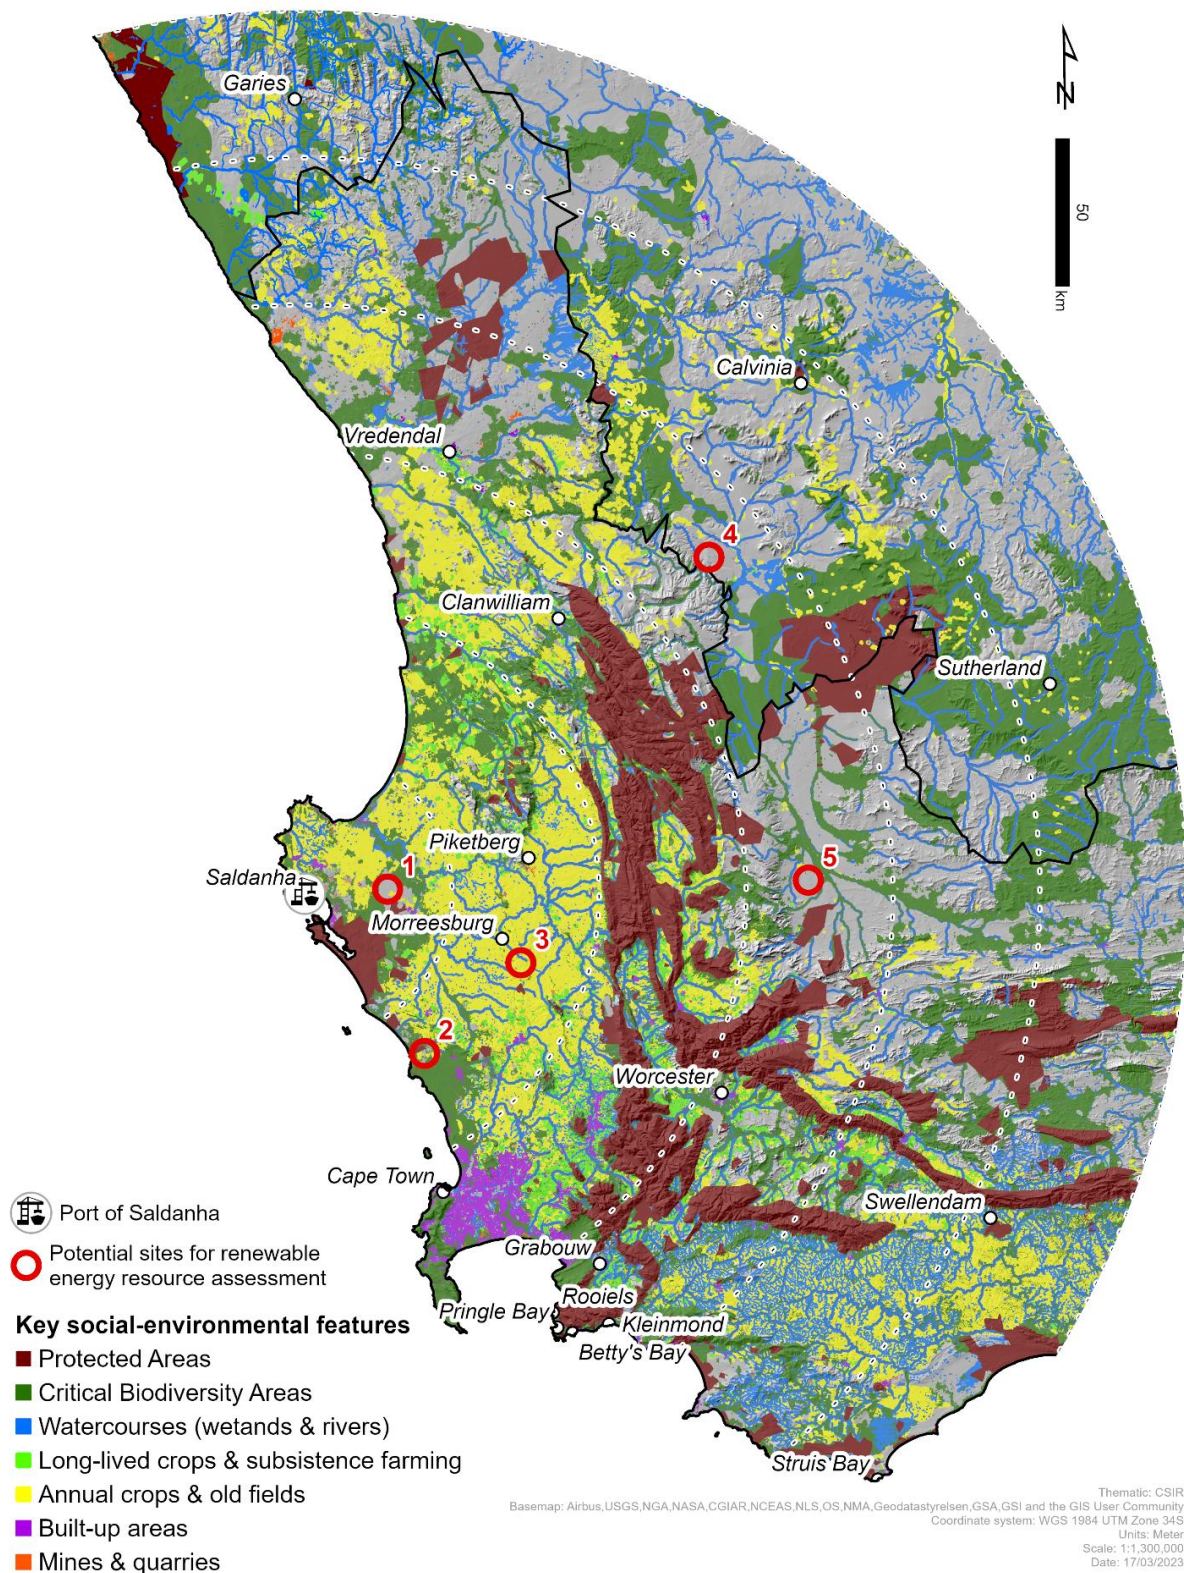 Garies
N
50
km
Calvinia
Vredendal
4
Clanwilliam
Sutherland
Piketberg
5
1
Saldanha
Morreesburg
3
2
Worcester
Cape Town
Swellendam
Grabouw
Rooiels
Pringle Bay
Kleinmond
Betty's Bay
Struis Bay
Port of Saldanha
Potential sites for renewable
energy resource assessment
Key social-environmental features
Protected Areas
Critical Biodiversity Areas
Watercourses (wetands & rivers)
Long-lived crops & subsistence farming
Annual crops & old fields
Built-up areas
Mines & quarries
Thematic: CSIR
Basemap: Airbus,USGS,NGA,NASA,CGIAR,NCEAS,NLS,OS,NMA,Geodatastyrelsen,GSA,GSI and the GIS User Community
Coordinate system: WGS 1984 UTM Zone 34S
Units: Meter
Scale: 1:1,300,000
Date: 17/03/2023